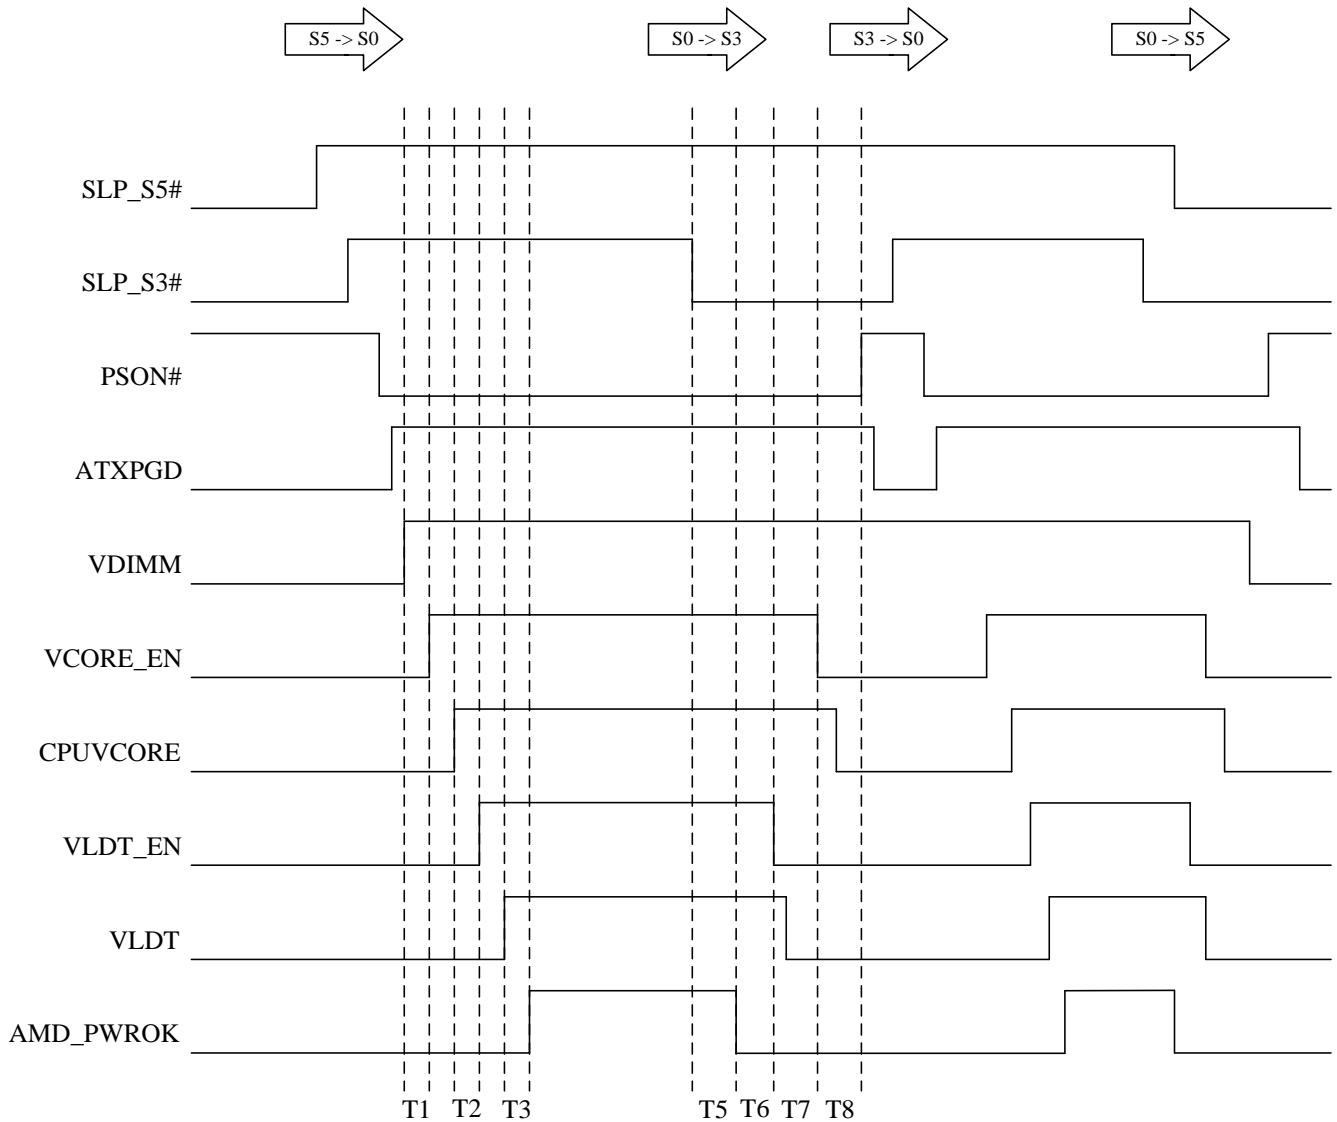 S5 -> S0
S0 -> S3
S3 -> S0
S0 -> S5
SLP_S5#
SLP_S3#
PSON#
ATXPGD
VDIMM
VCORE_EN
CPUVCORE
VLDT_EN
VLDT
AMD_PWROK
T1 T2 T3 T5 T6 T7 T8